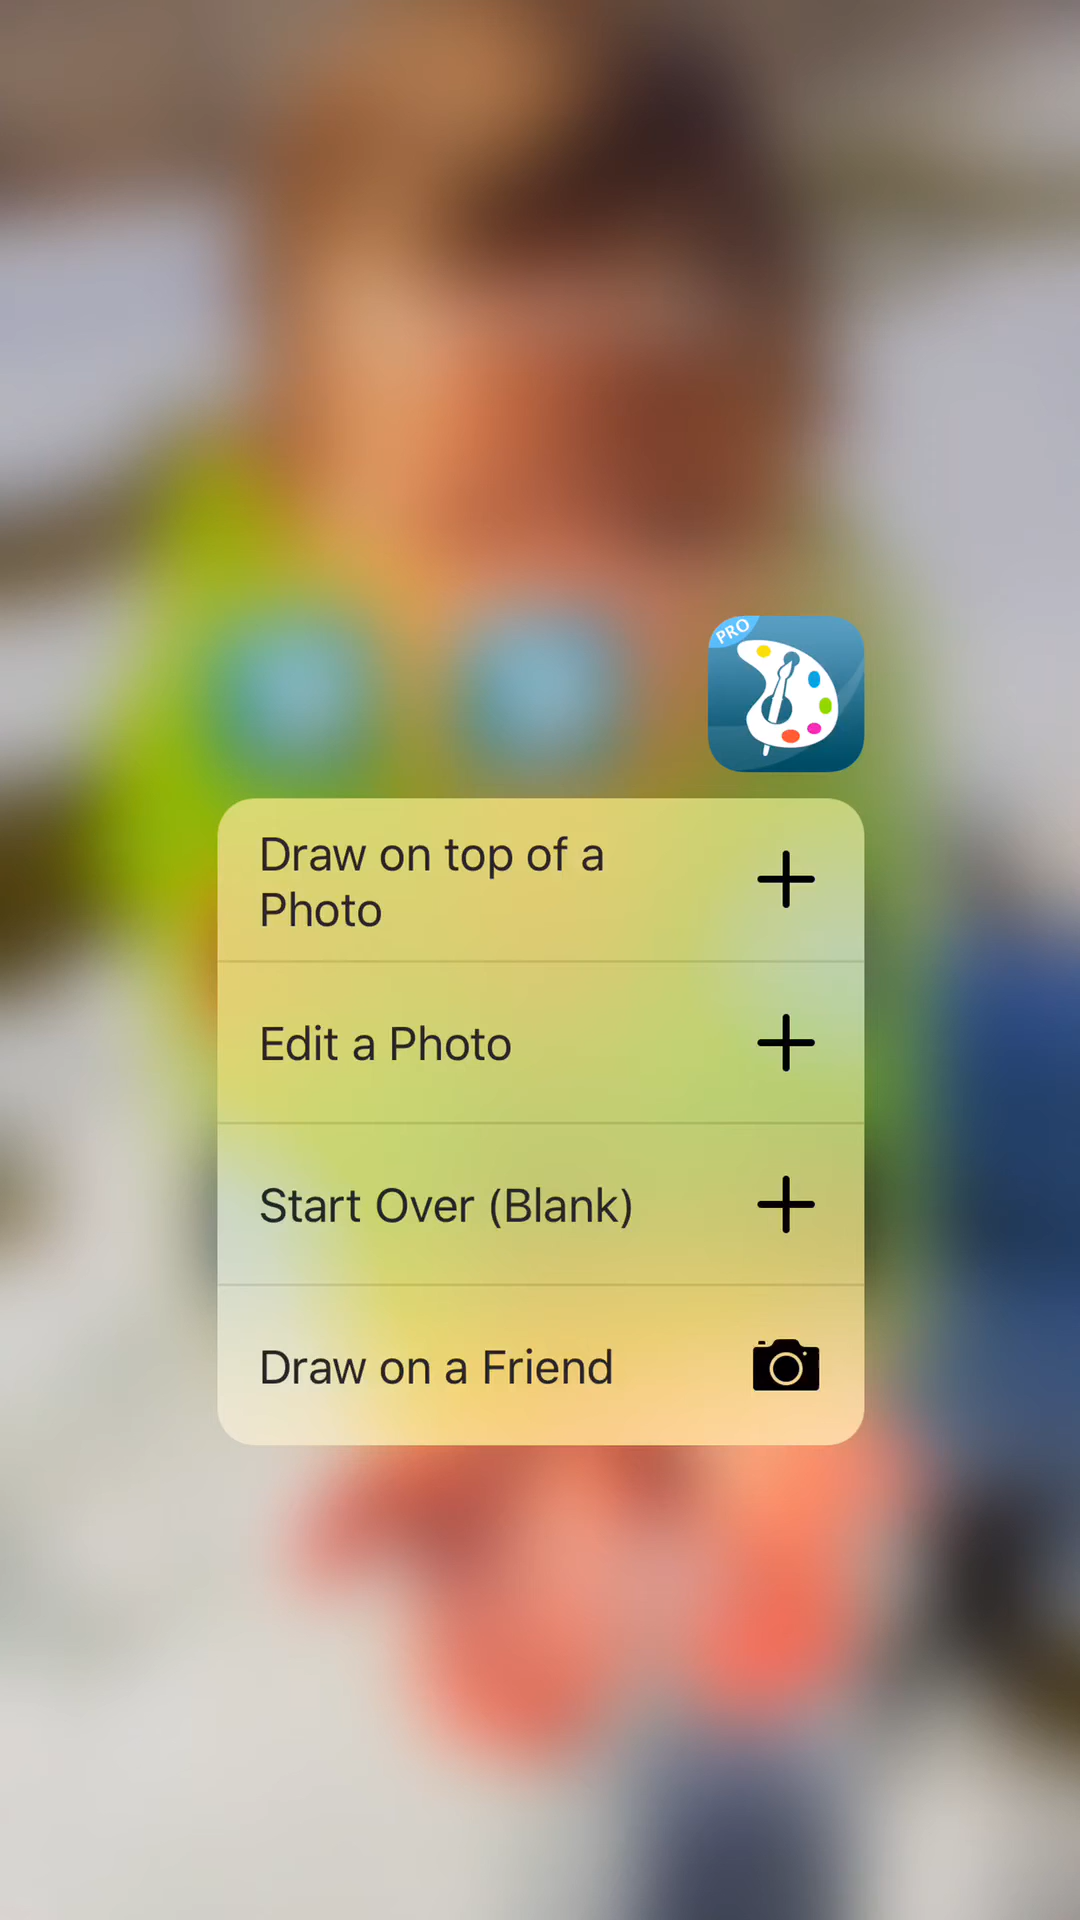 PRO
Draw on top of a
Photo
Edit a Photo
Start Over (Blank)
Draw on a Friend